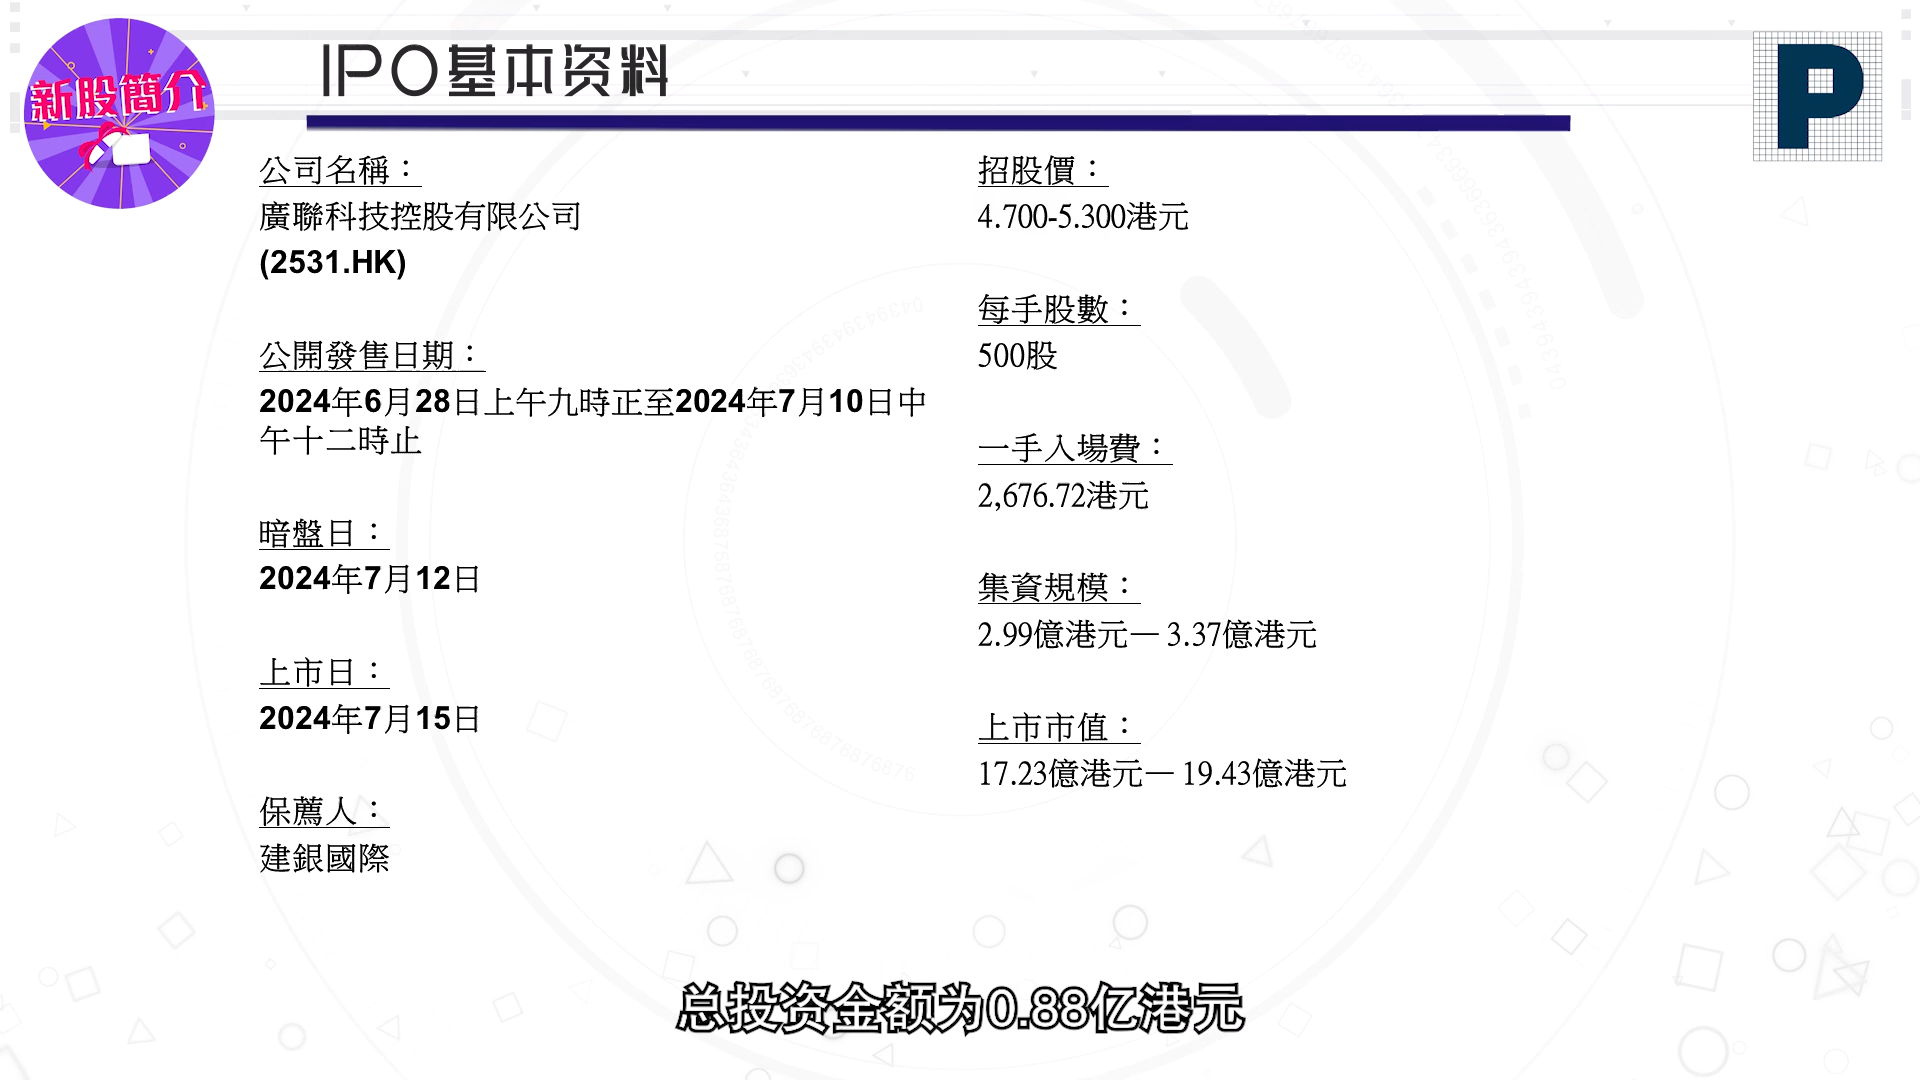 新股簡介
IPO基本资料
P
公司名稱：
廣聯科技控股有限公司
(2531.HK)
公開發售日期：
2024年6月28日上午九時正至2024年7月10日中
午十二時止
暗盤日：
2024年7月12日
上市日：
2024年7月15日
保薦人：
建銀國際
招股價：
4.700-5.300港元
每手股數：
500股
一手入場費：
2,676.72港元
集資規模：
2.99億港元— 3.37億港元
上市市值：
17.23億港元— 19.43億港元
总投资金额为0.88亿港元